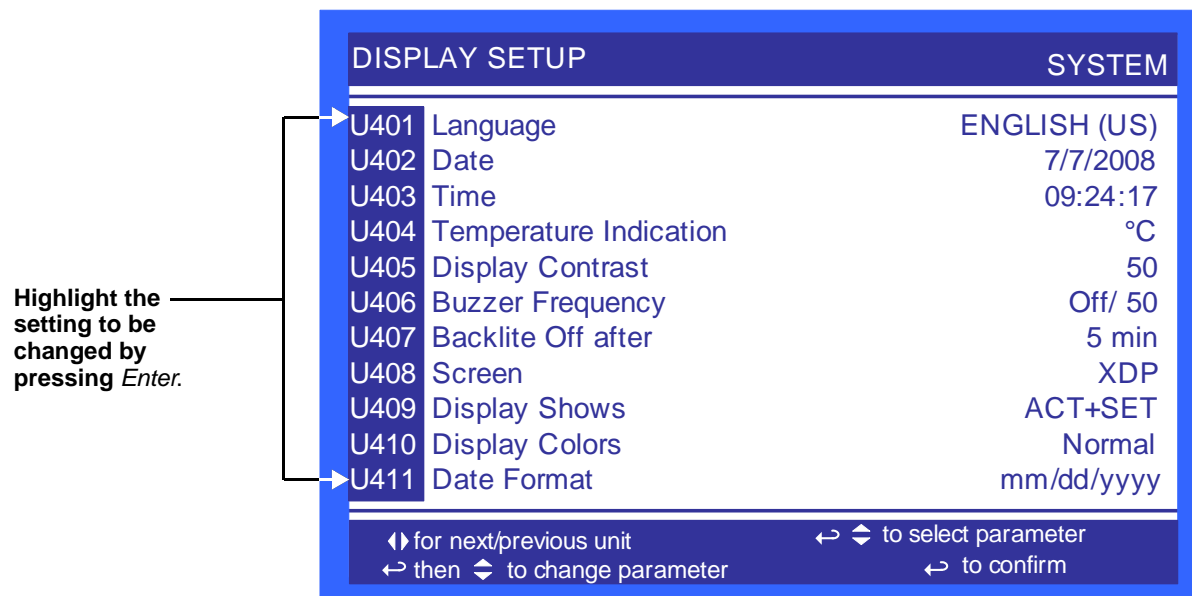 DISPLAY SETUP SYSTEM
U401 Language ENGLISH (US)
U402 Date 7/7/2008
U403 Time 09:24:17
U404 Temperature Indication °C
U405 Display Contrast 50
U406 Buzzer Frequency Off/ 50
U407 Backlite Off after 5 min
U408 Screen XDP
U409 Display Shows ACT+SET
U410 Display Colors Normal
U411 Date Format mm/dd/yyyy
for next/previous unit
↵ then to change parameter
↵ to select parameter
↵ to confirm
Highlight the
setting to be
changed by
pressing Enter.